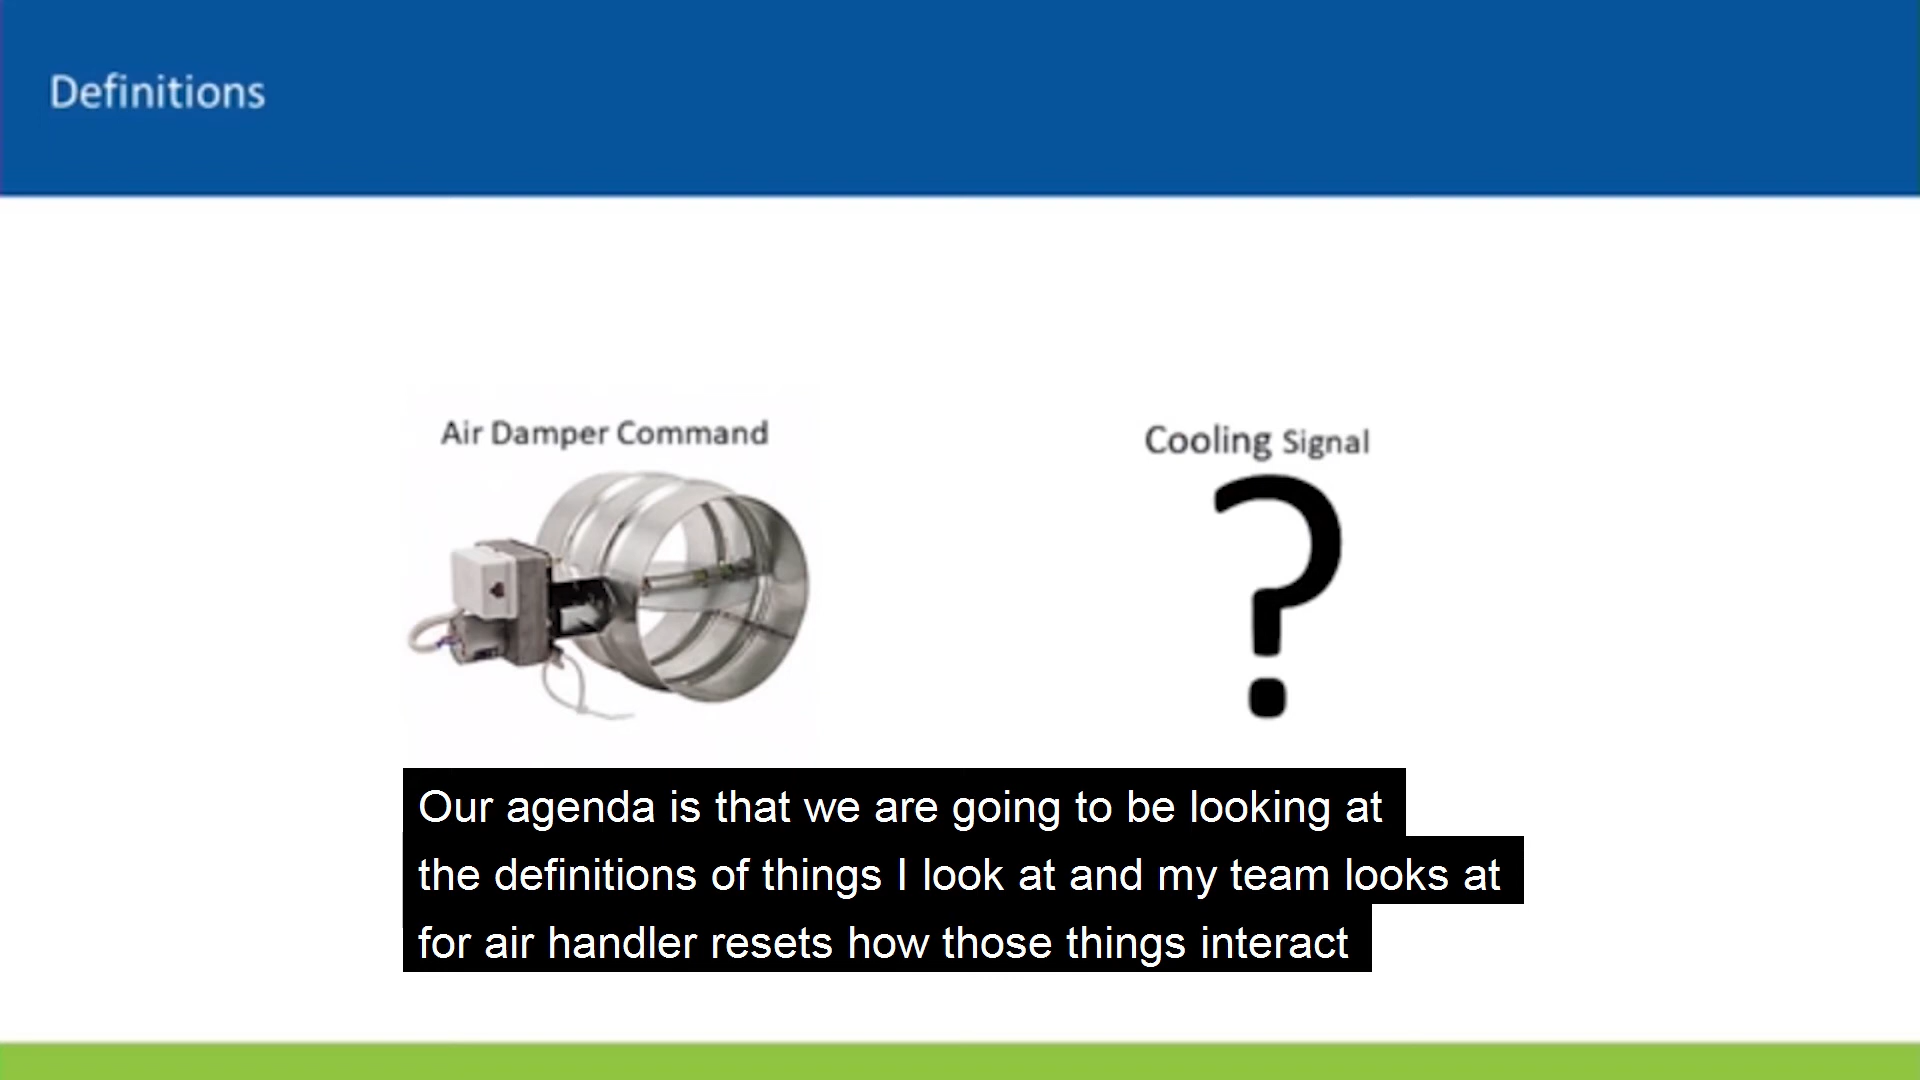 Definitions
Air Damper Command
Cooling Signal
?
Our agenda is that we are going to be looking at
the definitions of things I look at and my team looks at
for air handler resets how those things interact